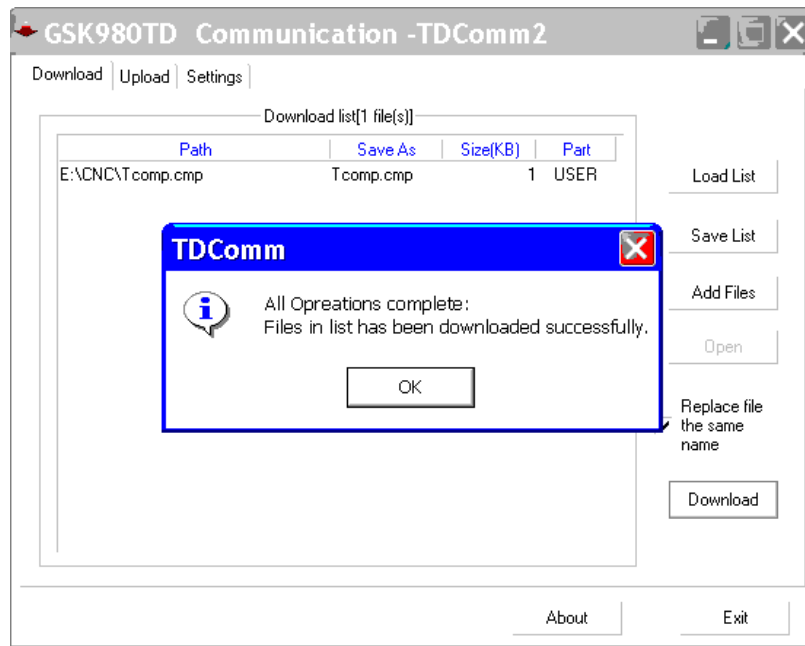 GSK980TD Communication -TDComm2
Download Upload Settings
Download list[1 file(s)]
Path Save As Size(KB) Part
E:\CNC\Tcomp.cmp Tcomp.cmp 1 USER
Load List
Save List
TDComm
All Opreations complete:
Files in list has been downloaded successfully.
OK
Add Files
Open
Replace file
the same
name
Download
About Exit